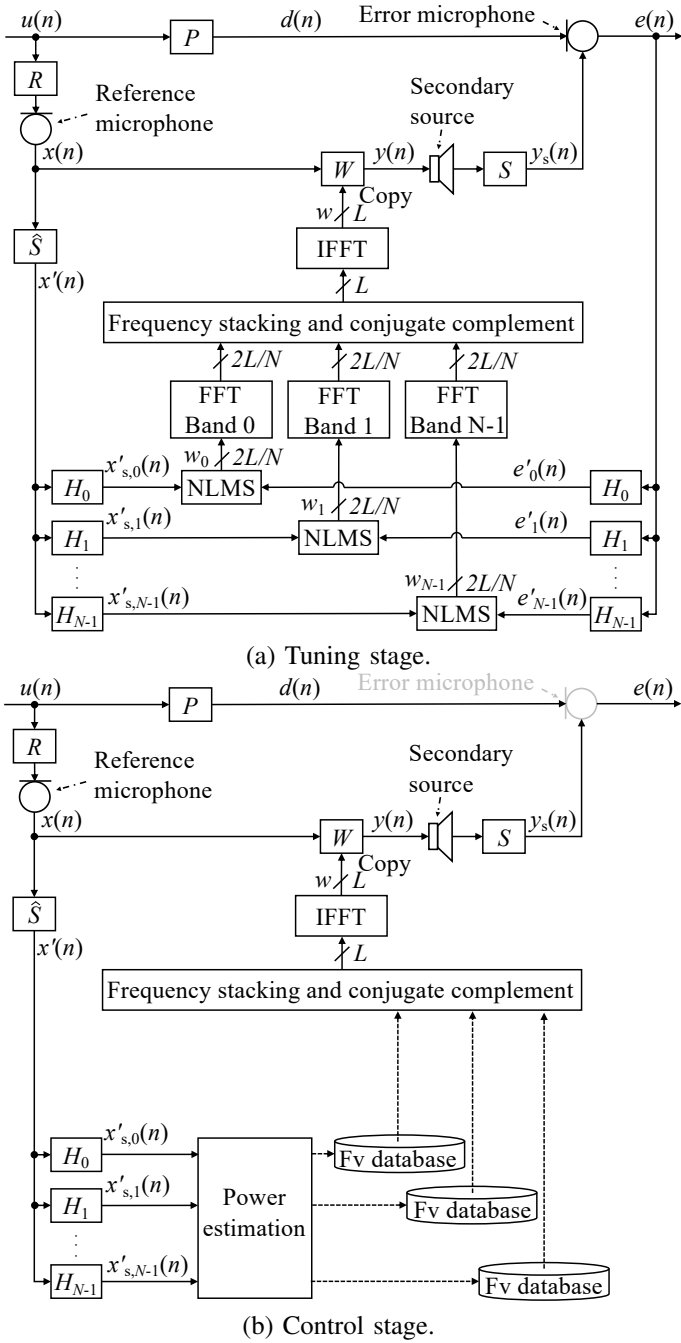 u(n) P d(n) Error microphone e(n)
R
Reference
microphone
Secondary
source
x(n) W y(n) S yₛ(n)
Copy
w L
Ŝ IFFT
x′(n) L
Frequency stacking and conjugate complement
2L/N 2L/N 2L/N
FFT FFT FFT
Band 0 Band 1 Band N-1
w₀ 2L/N
H₀ x′s,0(n) NLMS e′0(n) H₀
w₁ 2L/N
H₁ x′s,1(n) NLMS e′1(n) H₁
wN-1 2L/N
HN-1 x′s,N-1(n) NLMS e′N-1(n) HN-1
(a) Tuning stage.
u(n) P d(n) Error microphone e(n)
R
Reference
microphone
Secondary
source
x(n) W y(n) S yₛ(n)
Copy
w L
Ŝ IFFT
x′(n) L
Frequency stacking and conjugate complement
H₀ x′s,0(n) Fv database
H₁ x′s,1(n) Power
estimation Fv database
HN-1 x′s,N-1(n) Fv database
(b) Control stage.